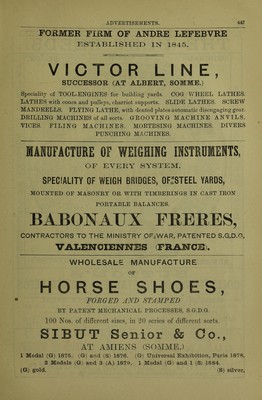 ADVERTISEMENTS. 447
FORMER FIRM OF ANDRE LEFEBVRE
ESTABLISHED IN 1845.
VICTOR LINE,
SUCCESSOR (AT ALBERT, SOMME.)
Speciality of TOOL-ENGINES for building yards. COG WHEEL LATHES.
LATHES with cones and pulleys, charriot supports. SLIDE LATHES. SCREW
MANDRELLS. FLYING LATHE, with dented plates automatic disengaging gear.
DRILLING MACHINES of all sorts. GROOVING MACHINE ANVILS.
VICES. FILING MACHINES. MORTESING MACHINES. DIVERS
PUNCHING MACHINES.
MANUFACTURE OF WEIGHING INSTRUMENTS,
OF EVERY SYSTEM.
SPECIALITY OF WEIGH BRIDGES, OF STEEL YARDS,
MOUNTED OF MASONRY OR WITH TIMBERINGS IN CAST IRON
PORTABLE BALANCES.
BABONAUX FRERES,
CONTRACTORS TO THE MINISTRY OF WAR, PATENTED S.G.D.G,
VALENCIENNES (FRANCE).
WHOLESALE MANUFACTURE
OF
HORSE SHOES,
FORGED AND STAMPED
BY PATENT MECHANICAL PROCESSES, S.G.D.G.
100 Nos. of different sizes, in 20 series of different sorts.
SIBUT Senior & Co.,
AT AMIENS (SOMME.)
1 Medal (G) 1875, (G) and (S) 1878, (G) Universal Exhibition, Paris 1878,
2 Medals (G) and 3 (A) 1879, 1 Medal (G) and 1 (S) 1884.
(G) gold. (S) silver,